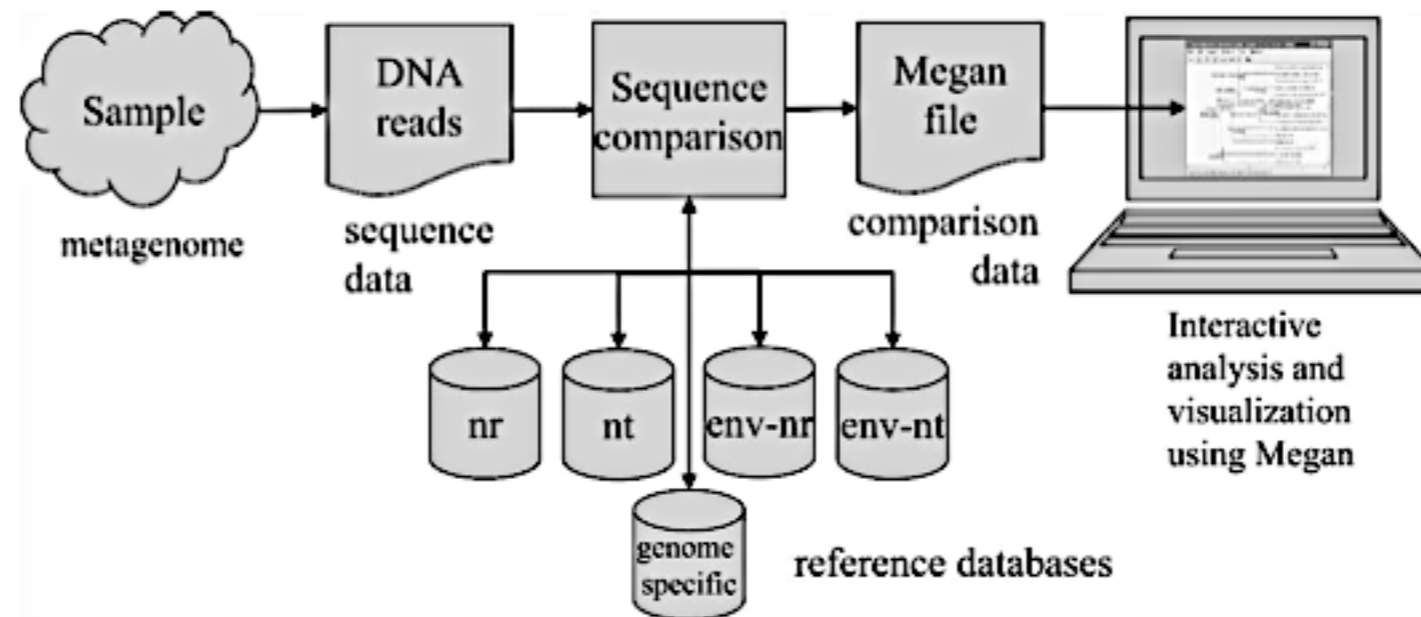 Sample
metagenome
DNA
reads
sequence
data
Sequence
comparison
Megan
file
comparison
data
Interactive
analysis and
visualization
using Megan
nr
nt
env-nr
env-nt
genome
specific
reference databases